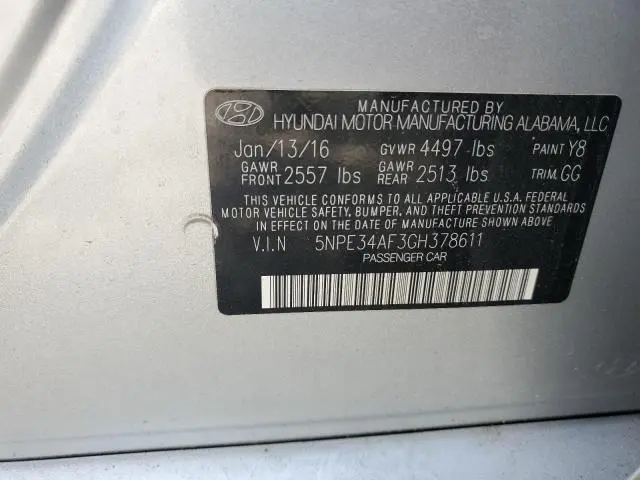 MANUFACTURED BY
HYUNDAI MOTOR MANUFACTURING ALABAMA, LLC
Jan/13/16 GVWR 4497 lbs PAINT Y8
GAWR FRONT 2557 lbs GAWR REAR 2513 lbs TRIM. GG
THIS VEHICLE CONFORMS TO ALL APPLICABLE U.S.A. FEDERAL
MOTOR VEHICLE SAFETY, BUMPER, AND THEFT PREVENTION STANDARDS
IN EFFECT ON THE DATE OF MANUFACTURE SHOWN ABOVE.
V.I.N 5NPE34AF3GH378611
PASSENGER CAR